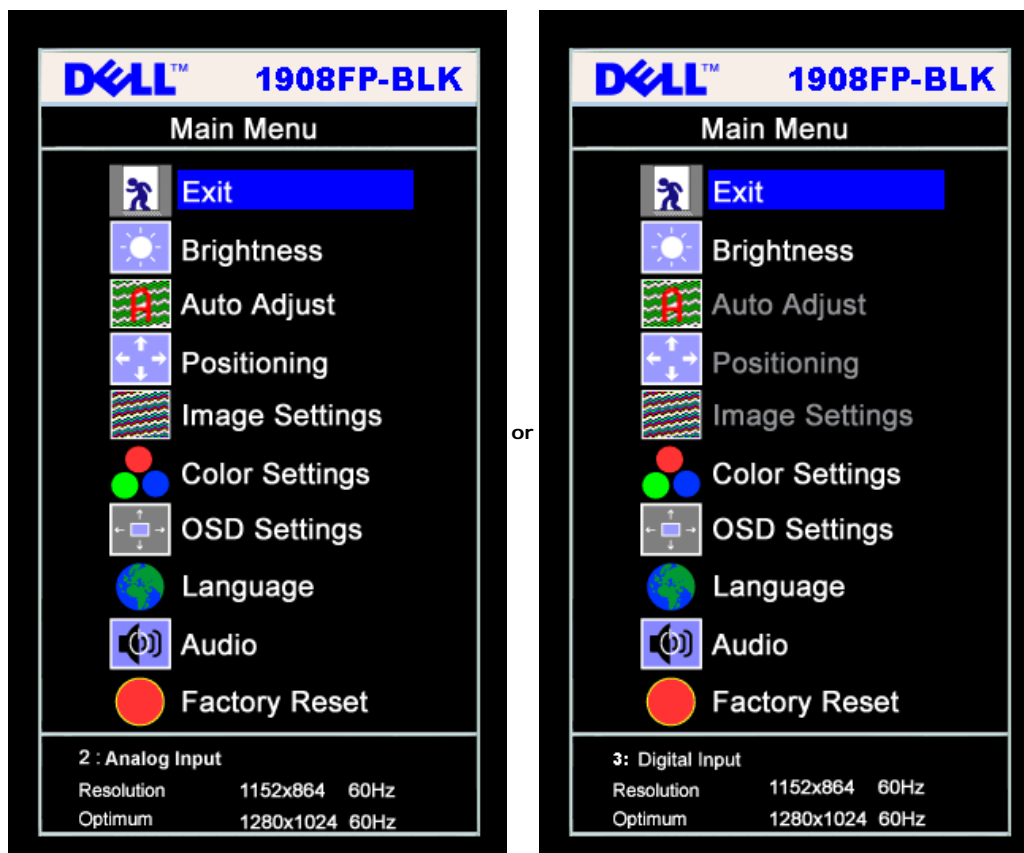 DELL™ 1908FP-BLK
Main Menu
Exit
Brightness
Auto Adjust
Positioning
Image Settings
Color Settings
OSD Settings
Language
Audio
Factory Reset
2 : Analog Input
Resolution 1152x864 60Hz
Optimum 1280x1024 60Hz
or
DELL™ 1908FP-BLK
Main Menu
Exit
Brightness
Auto Adjust
Positioning
Image Settings
Color Settings
OSD Settings
Language
Audio
Factory Reset
3: Digital Input
Resolution 1152x864 60Hz
Optimum 1280x1024 60Hz